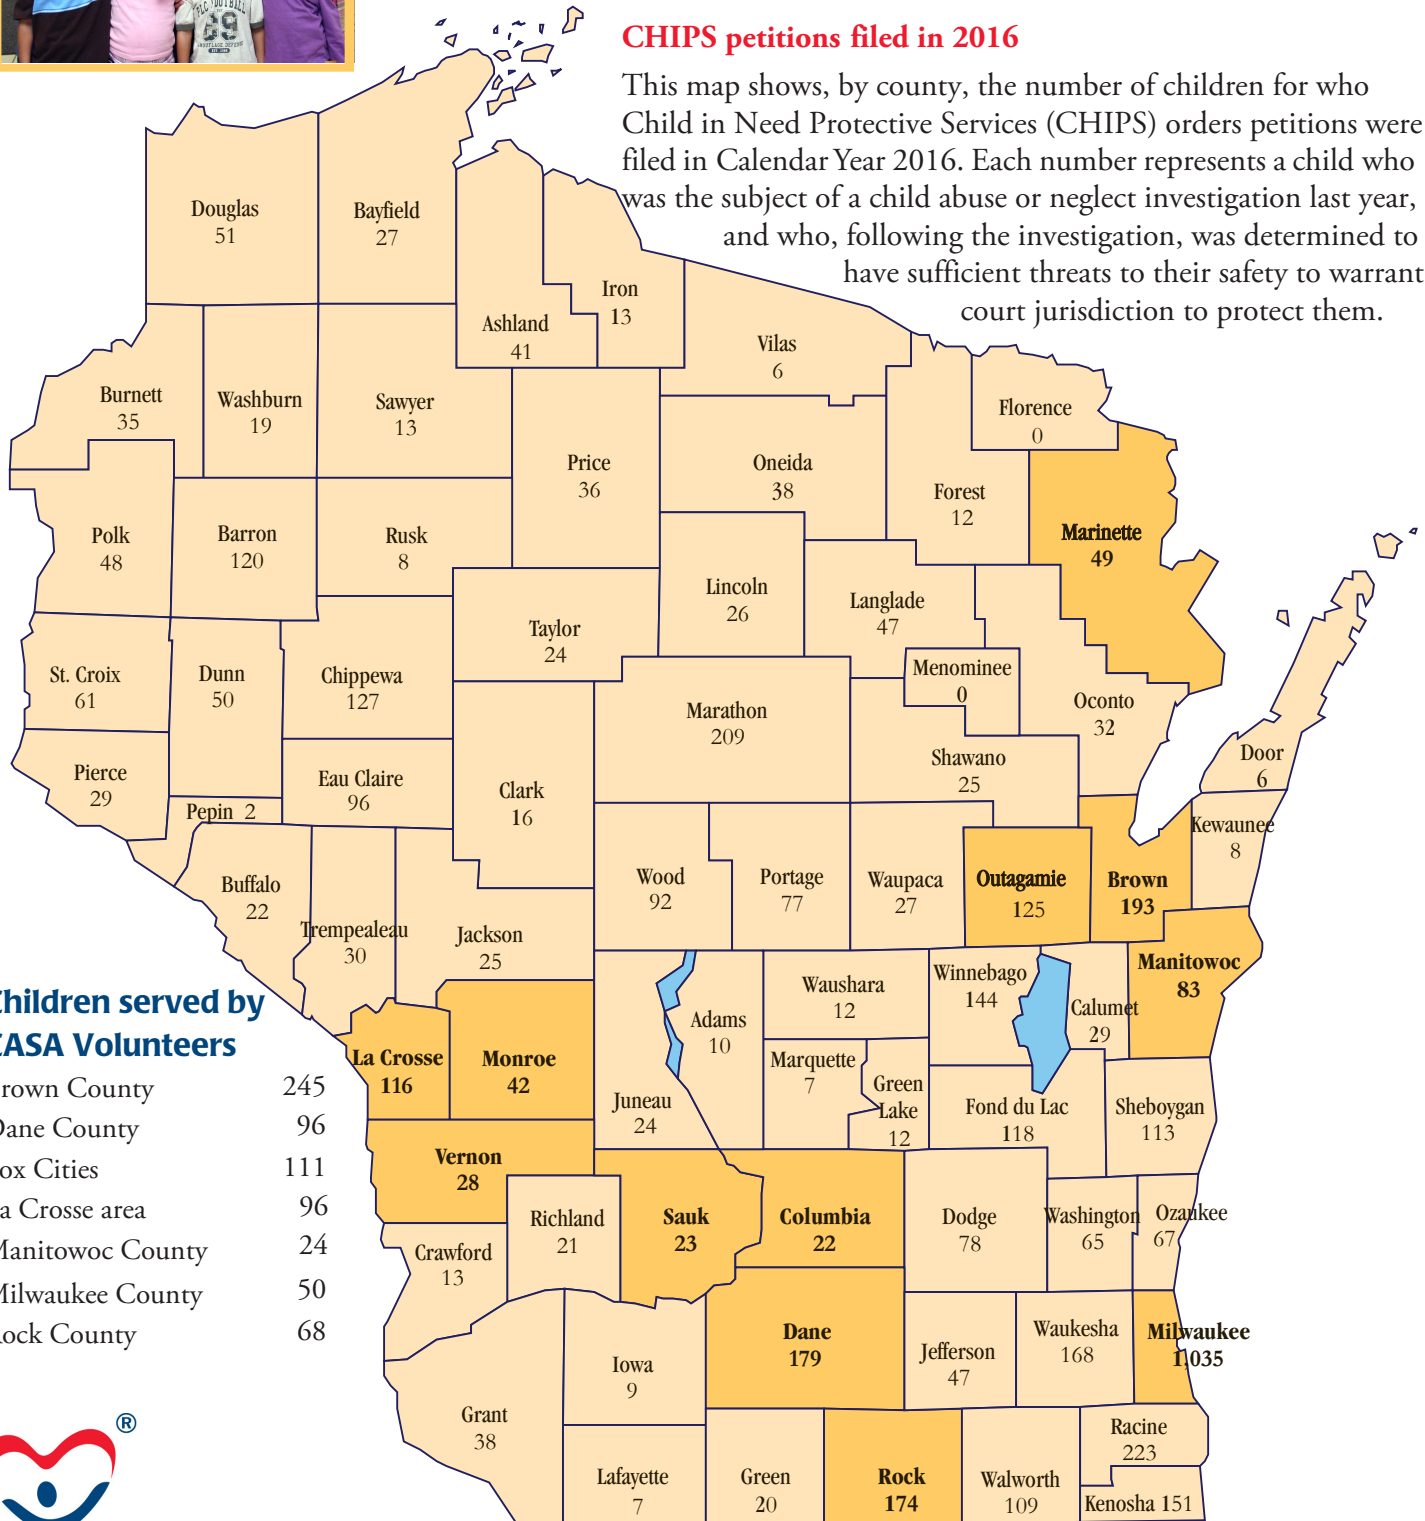 CHIPS petitions filed in 2016
This map shows, by county, the number of children for who
Child in Need Protective Services (CHIPS) orders petitions were
filed in Calendar Year 2016. Each number represents a child who
was the subject of a child abuse or neglect investigation last year,
and who, following the investigation, was determined to
have sufficient threats to their safety to warrant
court jurisdiction to protect them.
69
Douglas
51
Bayfield
27
Ashland
41
Iron
13
Vilas
6
Florence
0
Burnett
35
Washburn
19
Sawyer
13
Price
36
Oneida
38
Forest
12
Marinette
49
Polk
48
Barron
120
Rusk
8
Taylor
24
Lincoln
26
Langlade
47
Menominee
0
Oconto
32
St. Croix
61
Dunn
50
Chippewa
127
Marathon
209
Shawano
25
Door
6
Pierce
29
Pepin 2
Eau Claire
96
Clark
16
Kewaunee
8
Buffalo
22
Trempealeau
30
Jackson
25
Wood
92
Portage
77
Waupaca
27
Outagamie
125
Brown
193
Manitowoc
83
Adams
10
Waushara
12
Winnebago
144
Calumet
29
La Crosse
116
Monroe
42
Juneau
24
Marquette
7
Green
Lake
12
Fond du Lac
118
Sheboygan
113
Vernon
28
Richland
21
Sauk
23
Columbia
22
Dodge
78
Washington
65
Ozaukee
67
Crawford
13
Grant
38
Iowa
9
Dane
179
Jefferson
47
Waukesha
168
Milwaukee
1,035
Lafayette
7
Green
20
Rock
174
Walworth
109
Racine
223
Kenosha 151
Children served by
CASA Volunteers
rown County 245
Dane County 96
ox Cities 111
a Crosse area 96
Manitowoc County 24
Milwaukee County 50
Rock County 68
®